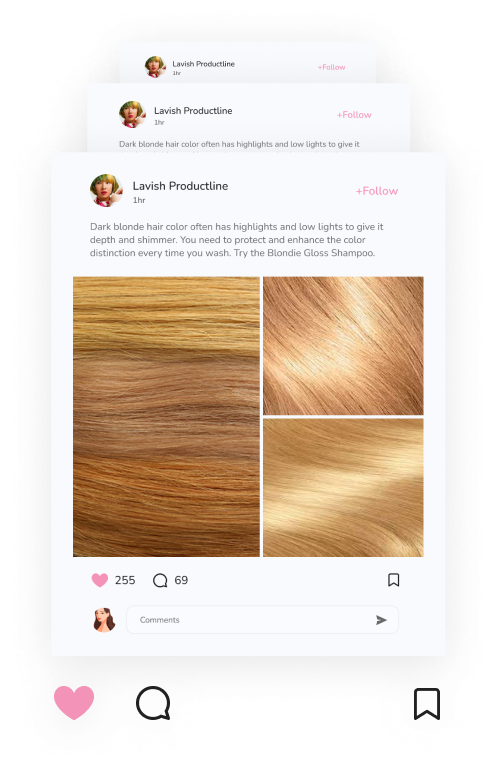 Lavish Productline
1hr
+Follow
Lavish Productline
1hr
+Follow
Dark blonde hair color often has highlights and low lights to give it
Lavish Productline
1hr
+Follow
Dark blonde hair color often has highlights and low lights to give it
depth and shimmer. You need to protect and enhance the color
distinction every time you wash. Try the Blondie Gloss Shampoo.
255
69
Comments